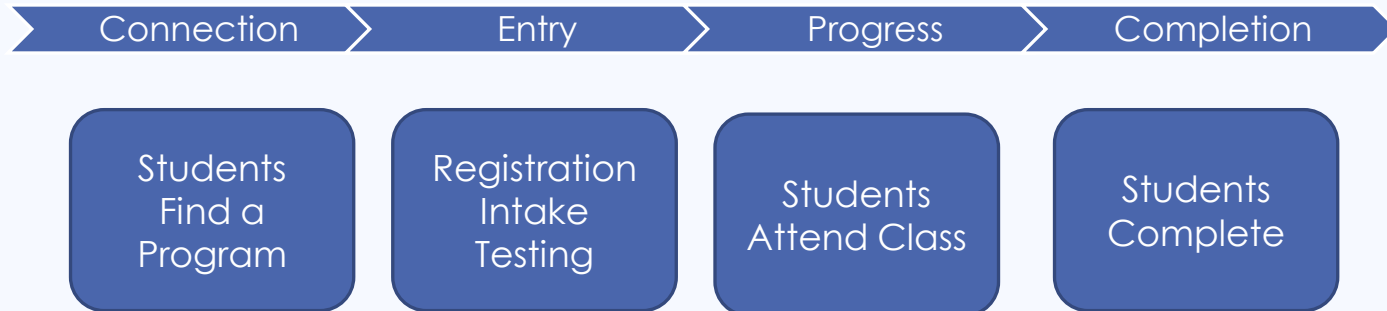 Connection
Entry
Progress
Completion
Students
Find a
Program
Registration
Intake
Testing
Students
Attend Class
Students
Complete